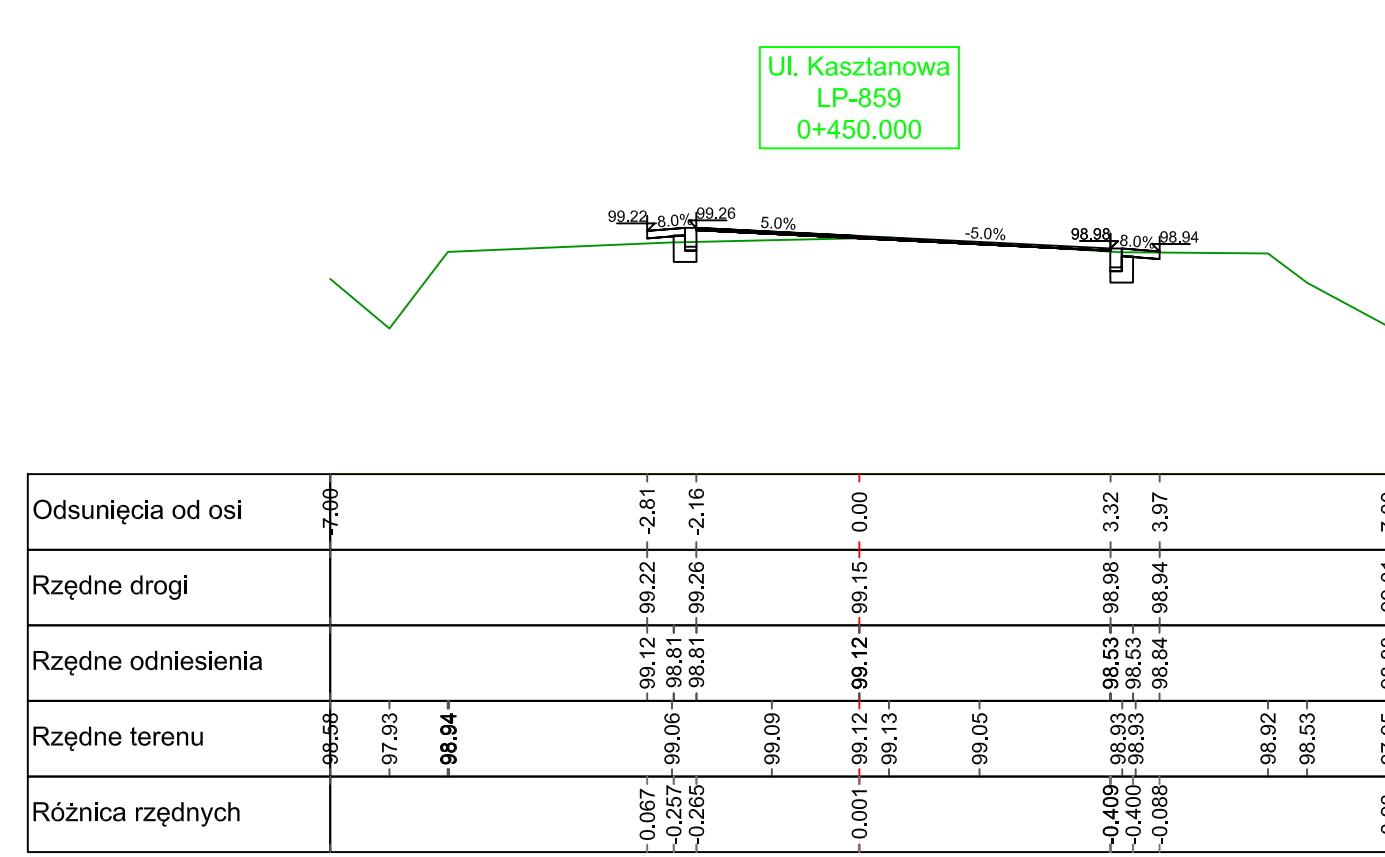 Ul. Kasztanowa
LP-859
0+450.000
99.22 8.0% 99.26 5.0% -5.0% 98.98 -8.0% 98.94
Odsunięcia od osi -7.00 -2.81 -2.16 0.00 3.32 3.97
Rzędne drogi 99.22 99.26 99.15 98.98 98.94
Rzędne odniesienia 99.12 98.81 98.81 99.12 98.53 98.53 98.84
Rzędne terenu 98.58 97.93 98.94 99.06 99.09 99.12 99.13 99.05 98.93 98.93 98.92 98.53
Różnica rzędnych 0.067 -0.257 -0.265 0.001 -0.409 -0.400 -0.088